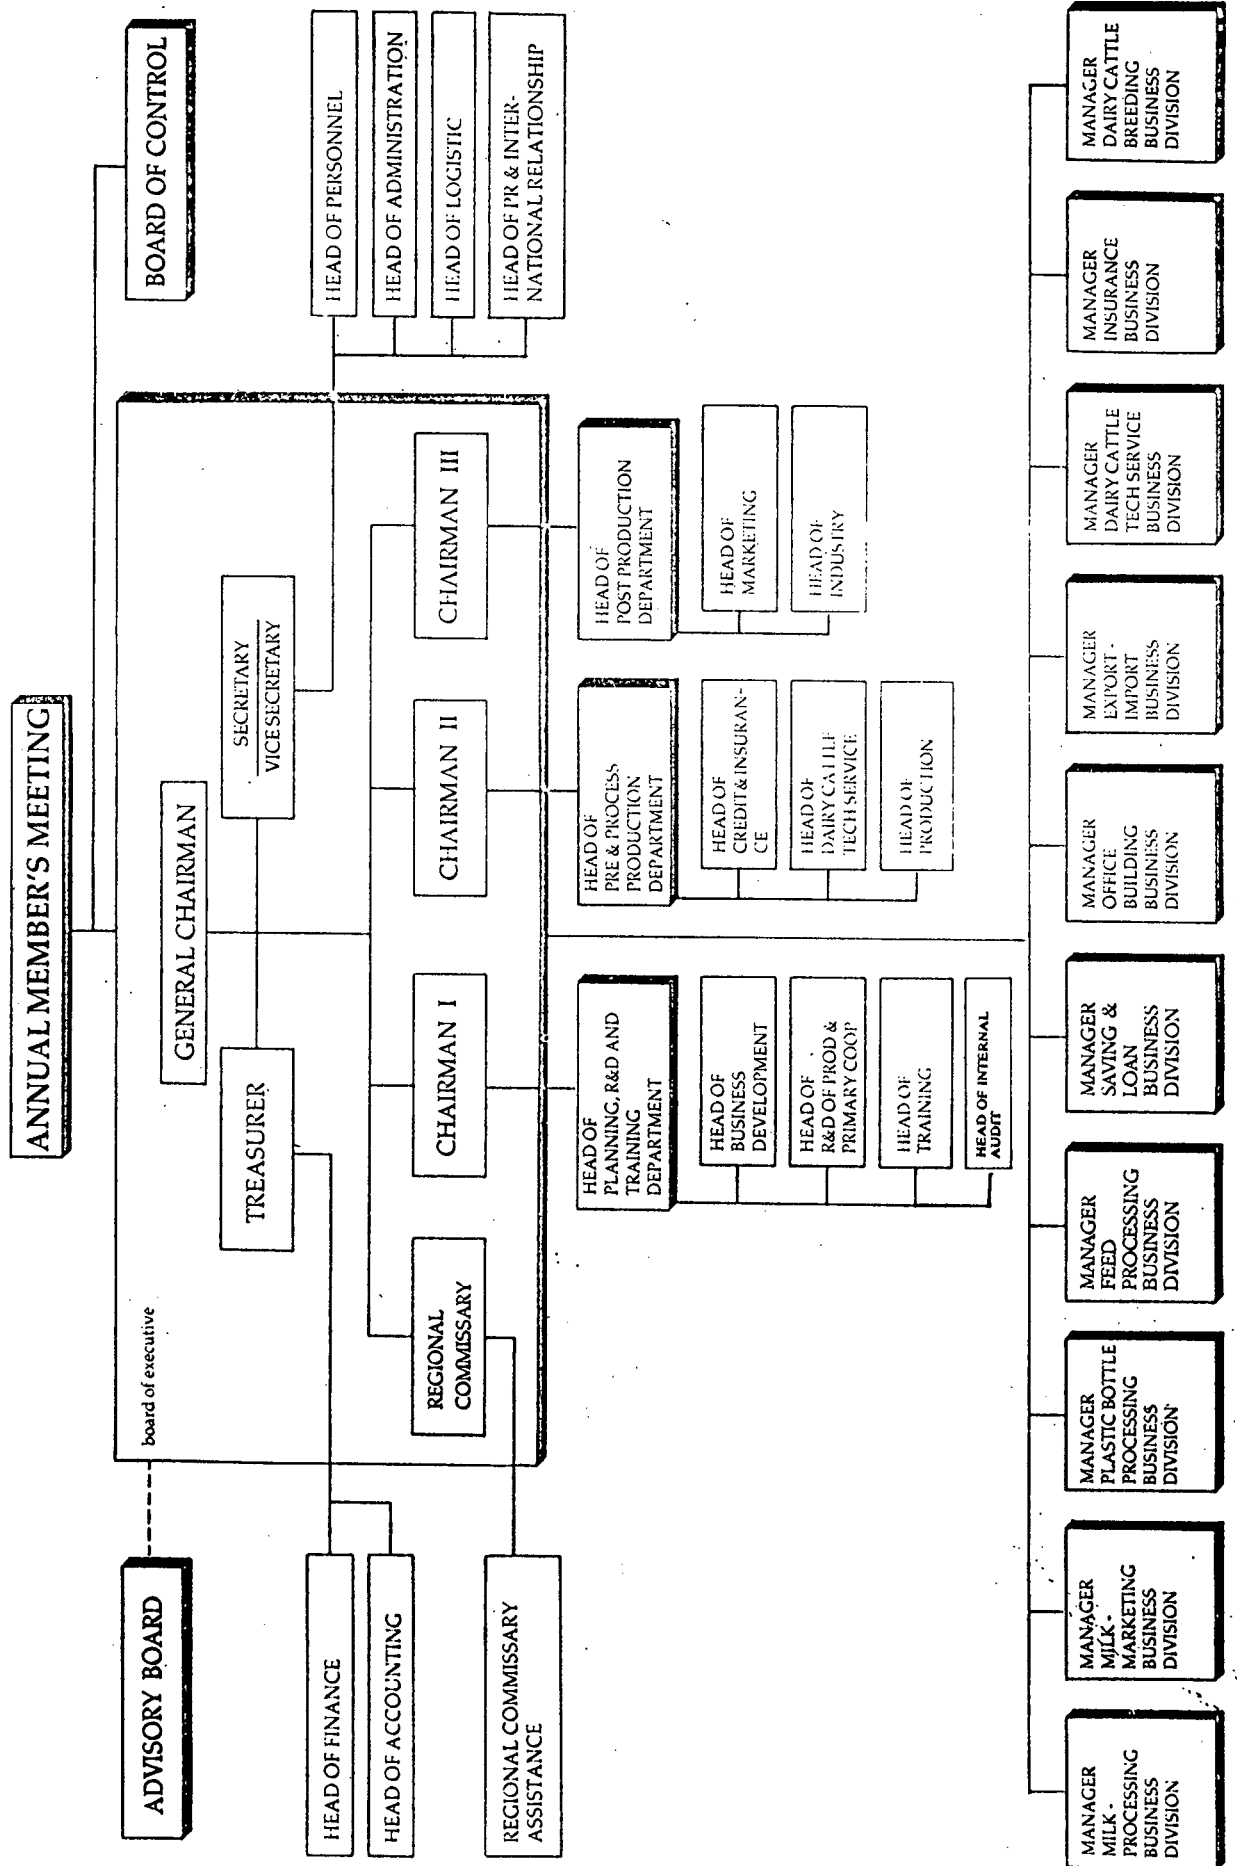 ANNUAL MEMBER'S MEETING
ADVISORY BOARD
BOARD OF CONTROL
board of executive
GENERAL CHAIRMAN
TREASURER
SECRETARY
VICE SECRETARY
HEAD OF FINANCE
HEAD OF ACCOUNTING
REGIONAL COMMISSARY
ASSISTANCE
HEAD OF PERSONNEL
HEAD OF ADMINISTRATION
HEAD OF LOGISTIC
HEAD OF PR & INTER-
NATIONAL RELATIONSHIP
REGIONAL
COMMISSARY
CHAIRMAN I
CHAIRMAN II
CHAIRMAN III
HEAD OF
PLANNING, R&D AND
TRAINING
DEPARTMENT
HEAD OF
BUSINESS
DEVELOPMENT
HEAD OF
R&D OF PROD &
PRIMARY COOP
HEAD OF
TRAINING
HEAD OF INTERNAL
AUDIT
HEAD OF
PRE & PROCESS
PRODUCTION
DEPARTMENT
HEAD OF
CREDIT & INSURAN-
CE
HEAD OF
DAIRY CATTLE
TECH SERVICE
HEAD OF
PRODUCTION
HEAD OF
POST PRODUCTION
DEPARTMENT
HEAD OF
MARKETING
HEAD OF
INDUSTRY
MANAGER
MILK -
PROCESSING
BUSINESS
DIVISION
MANAGER
MILK -
MARKETING
BUSINESS
DIVISION
MANAGER
PLASTIC BOTTLE
PROCESSING
BUSINESS
DIVISION
MANAGER
FEED
PROCESSING
BUSINESS
DIVISION
MANAGER
SAVING &
LOAN
BUSINESS
DIVISION
MANAGER
OFFICE
BUILDING
BUSINESS
DIVISION
MANAGER
EXPORT -
IMPORT
BUSINESS
DIVISION
MANAGER
DAIRY CATTLE
TECH SERVICE
BUSINESS
DIVISION
MANAGER
INSURANCE
BUSINESS
DIVISION
MANAGER
DAIRY CATTLE
BREEDING
BUSINESS
DIVISION